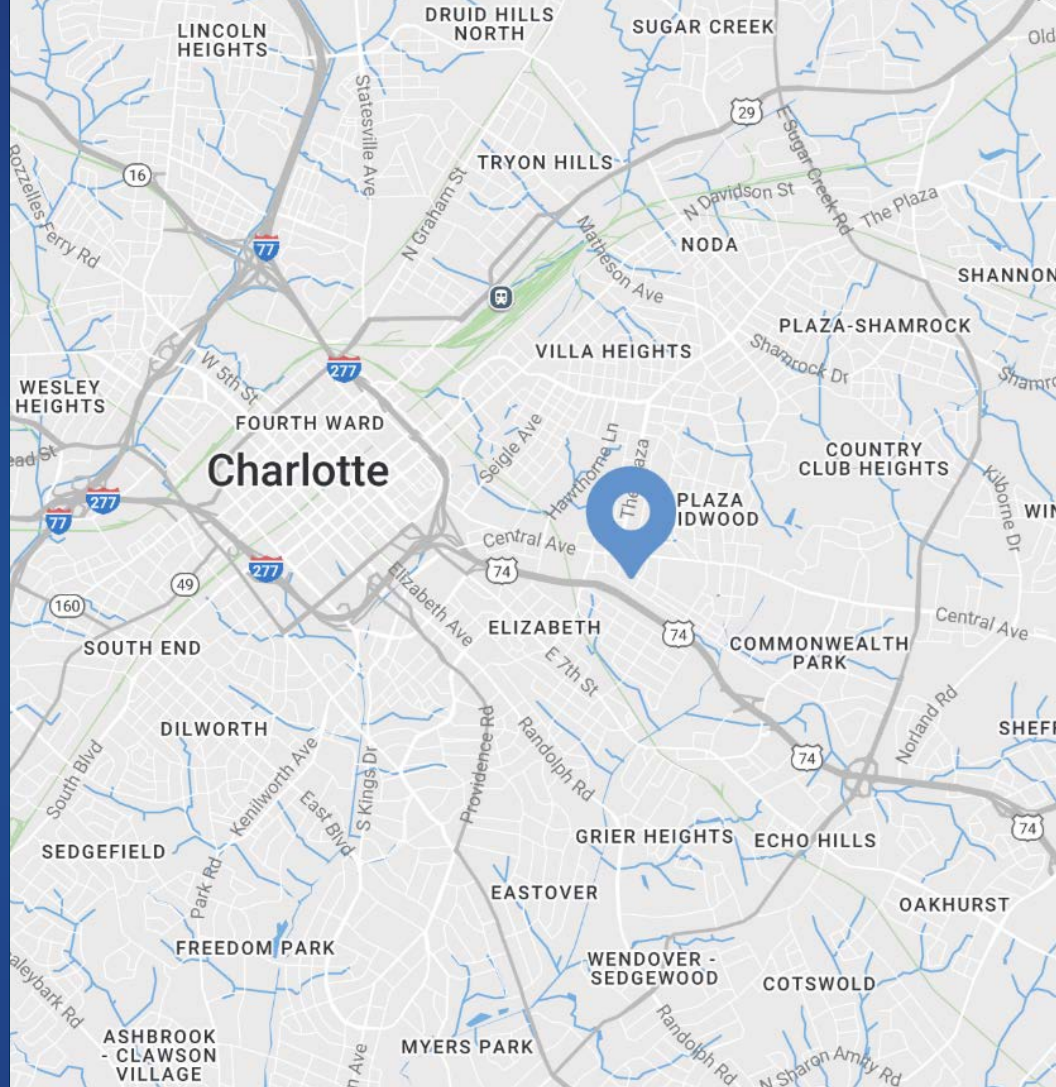 LINCOLN
HEIGHTS
DRUID HILLS
NORTH
SUGAR CREEK
Old
Statesville Ave
29
16
TRYON HILLS
E Sugar Creek Rd
Rozzelles Ferry Rd
N Graham St
N Davidson St
The Plaza
77
Matheson Ave
NODA
SHANNON
PLAZA-SHAMROCK
VILLA HEIGHTS
Shamrock Dr
277
W 5th St
WESLEY
HEIGHTS
FOURTH WARD
Seigle Ave
Hawthorne Ln
COUNTRY
CLUB HEIGHTS
Kilborne Dr
Charlotte
PLAZA
IDWOOD
277
77
Central Ave
74
277
49
160
Elizabeth Ave
ELIZABETH
74
Central Ave
SOUTH END
E 7th St
COMMONWEALTH
PARK
Norland Rd
DILWORTH
Providence Rd
Randolph Rd
74
South Blvd
Kenilworth Ave
S Kings Dr
East Blvd
74
SEDGEFIELD
GRIER HEIGHTS
ECHO HILLS
Park Rd
EASTOVER
OAKHURST
FREEDOM PARK
WENDOVER -
SEDGEWOOD
COTSWOLD
ASHBROOK
- CLAWSON
VILLAGE
MYERS PARK
Randolph Rd
N Sharon Amity Rd